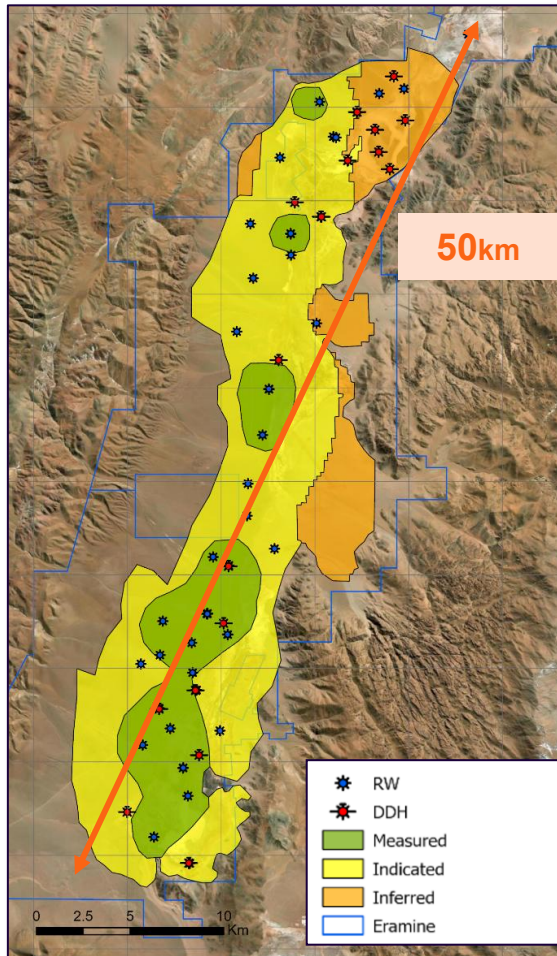 50km
RW
DDH
Measured
Indicated
Inferred
Eramine
0 2.5 5 10
Km